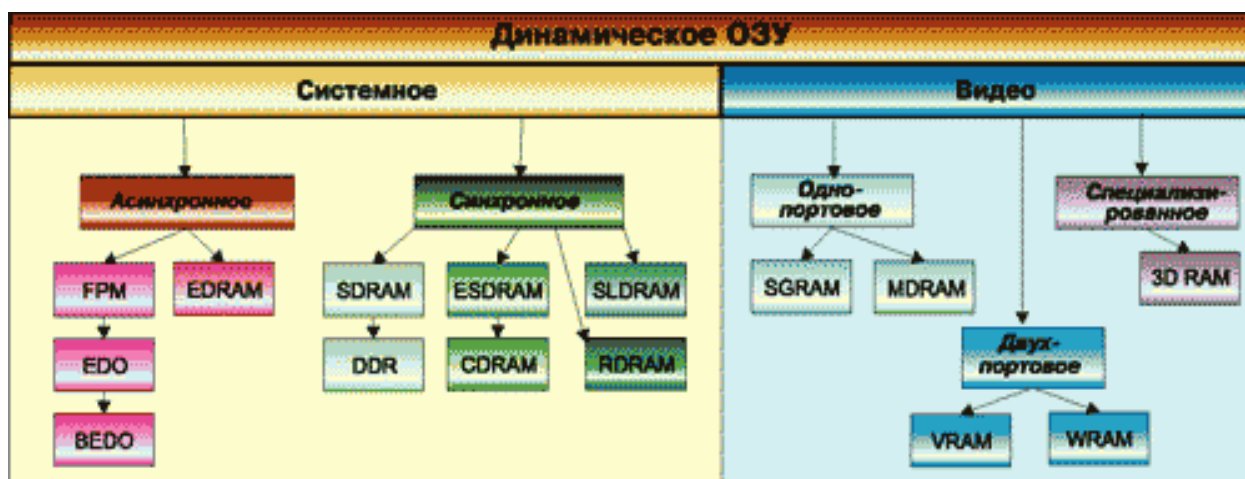 Динамическое ОЗУ
Системное
Видео
Асинхронное
Синхронное
Одно-
портовое
Специализи-
рованное
FPM
EDRAM
SDRAM
ESDRAM
SLDRAM
SGRAM
MDRAM
3D RAM
EDO
DDR
CDRAM
RDRAM
Двух-
портовое
BEDO
VRAM
WRAM